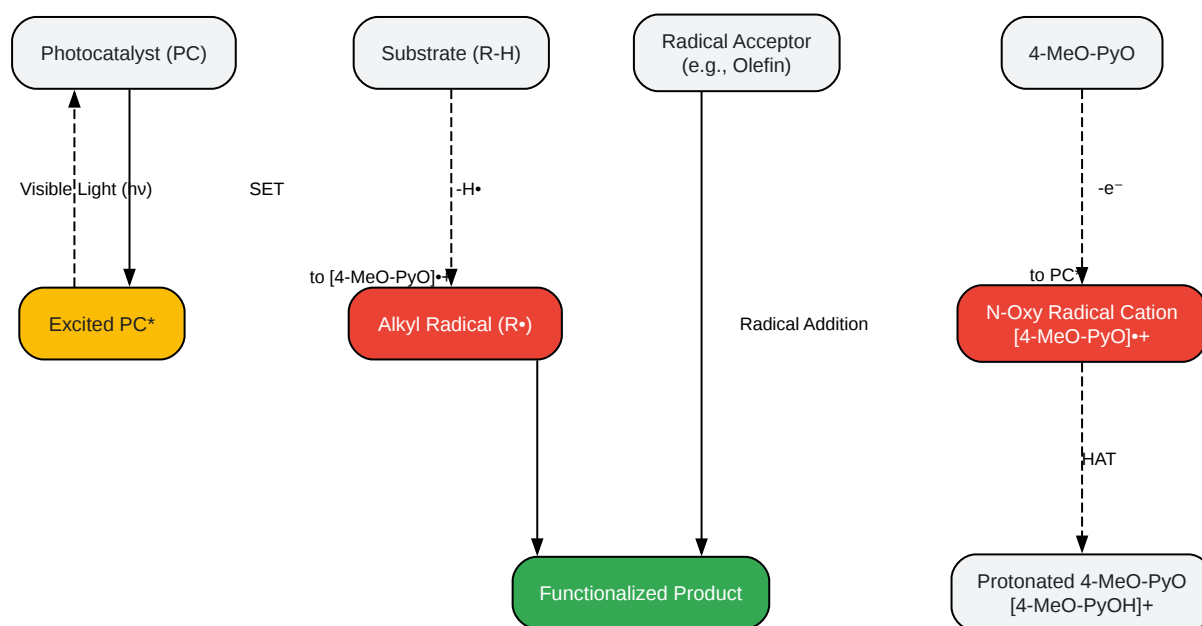 Photocatalyst (PC)
Substrate (R-H)
Radical Acceptor
(e.g., Olefin)
4-MeO-PyO
Visible Light (hν)
SET
-H•
-e⁻
to [4-MeO-PyO]•+
to PC*
Excited PC*
Alkyl Radical (R•)
Radical Addition
N-Oxy Radical Cation
[4-MeO-PyO]•+
HAT
Functionalized Product
Protonated 4-MeO-PyO
[4-MeO-PyOH]+